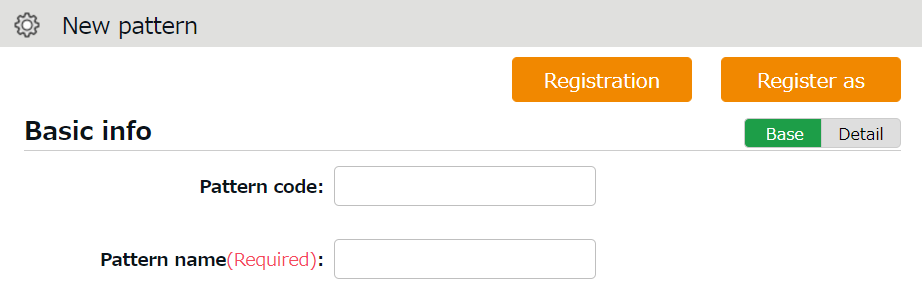 New pattern
Registration Register as
Basic info Base Detail
Pattern code:
Pattern name(Required):